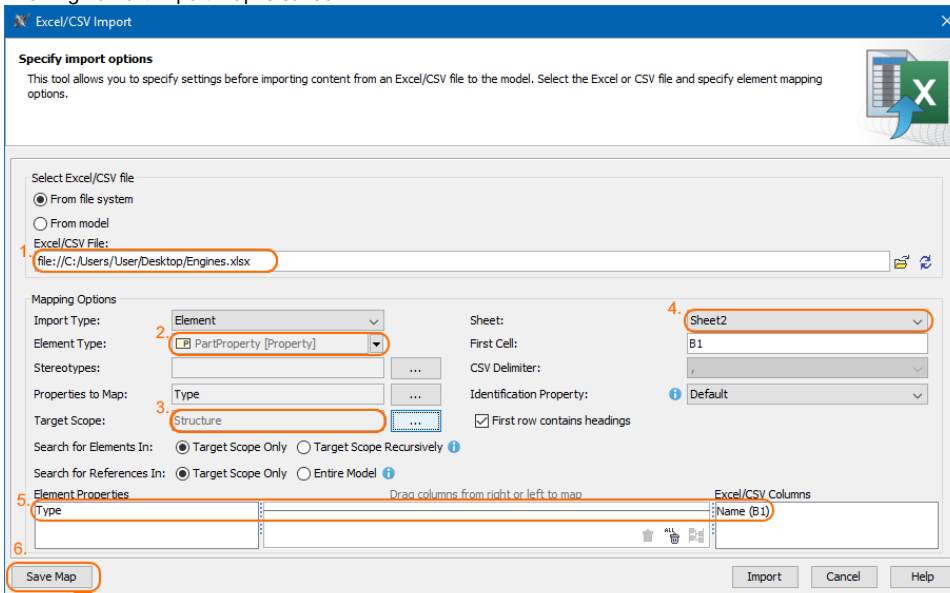 Excel/CSV Import
Specify import options
This tool allows you to specify settings before importing content from an Excel/CSV file to the model. Select the Excel or CSV file and specify element mapping
options.
X
Select Excel/CSV file
From file system
From model
Excel/CSV File:
1.
file://C:/Users/User/Desktop/Engines.xlsx
Mapping Options
Import Type: Element
Sheet: 4. Sheet2
Element Type: 2. PartProperty [Property]
First Cell: B1
Stereotypes: ...
CSV Delimiter: ,
Properties to Map: Type ...
Identification Property: Default
Target Scope: 3. Structure ...
First row contains headings
Search for Elements In: Target Scope Only Target Scope Recursively
Search for References In: Target Scope Only Entire Model
Element Properties Drag columns from right or left to map Excel/CSV Columns
5. Type Name (B1)
ALL
6.
Save Map Import Cancel Help